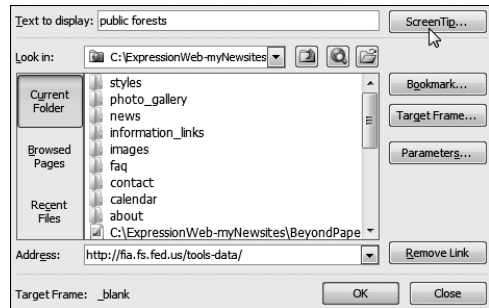 Text to display: public forests ScreenTip...
Look in: C:\ExpressionWeb-myNewsites
Current Folder
Browsed Pages
Recent Files
styles
photo_gallery
news
information_links
images
faq
contact
calendar
about
C:\ExpressionWeb-myNewsites\BeyondPape
Bookmark...
Target Frame...
Parameters...
Address: http://fia.fs.fed.us/tools-data/ Remove Link
Target Frame: _blank OK Close